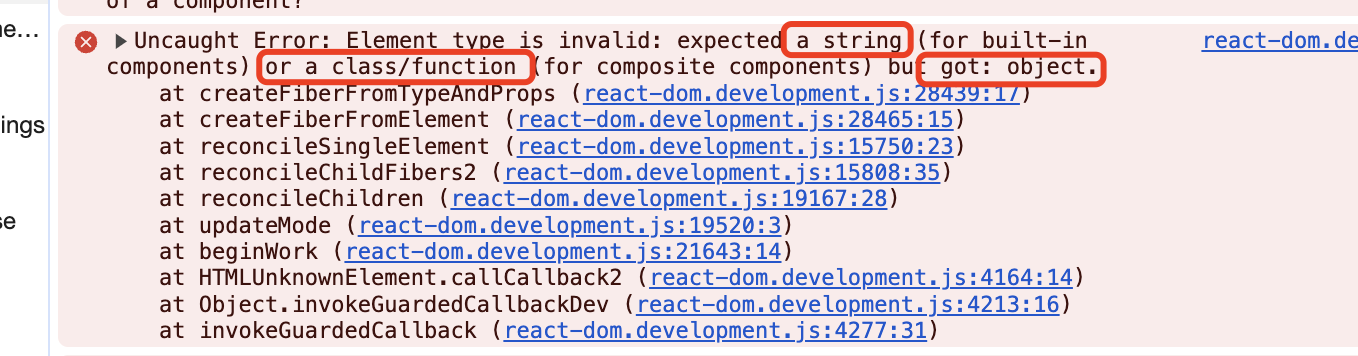 of a component?
ne...
Uncaught Error: Element type is invalid: expected a string (for built-in react-dom.de
components) or a class/function (for composite components) but got: object.
at createFiberFromTypeAndProps (react-dom.development.js:28439:17)
at createFiberFromElement (react-dom.development.js:28465:15)
ings
at reconcileSingleElement (react-dom.development.js:15750:23)
at reconcileChildFibers2 (react-dom.development.js:15808:35)
at reconcileChildren (react-dom.development.js:19167:28)
se
at updateMode (react-dom.development.js:19520:3)
at beginWork (react-dom.development.js:21643:14)
at HTMLUnknownElement.callCallback2 (react-dom.development.js:4164:14)
at Object.invokeGuardedCallbackDev (react-dom.development.js:4213:16)
at invokeGuardedCallback (react-dom.development.js:4277:31)